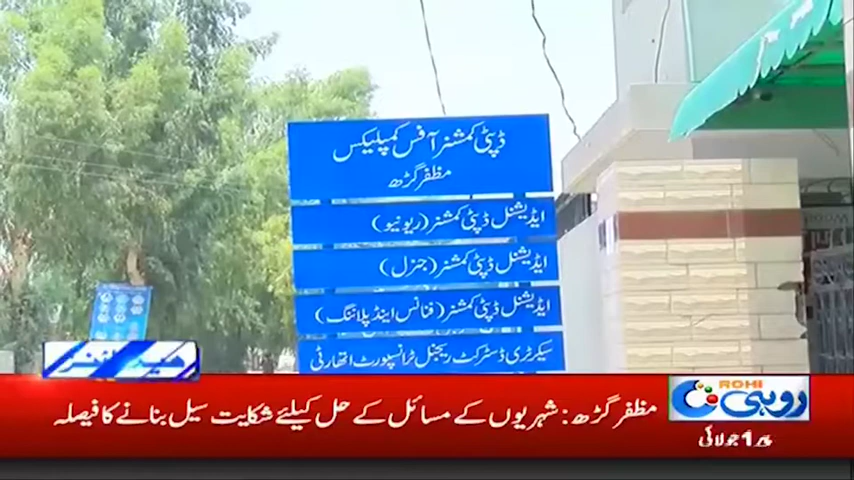 ڈپٹی کمشنر آفس کمپلیکس
مظفر گڑھ
ایڈیشنل ڈپٹی کمشنر (ریونیو)
ایڈیشنل ڈپٹی کمشنر (جنرل)
ایڈیشنل ڈپٹی کمشنر (فنانس اینڈ پلاننگ)
سیکرٹری ڈسٹرکٹ ریجنل ٹرانسپورٹ اتھارٹی
ہیڈ لائنز
ROHI
روہی
مظفر گڑھ: شہریوں کے مسائل کے حل کیلئے شکایت سیل بنانے کا فیصلہ
جولائی